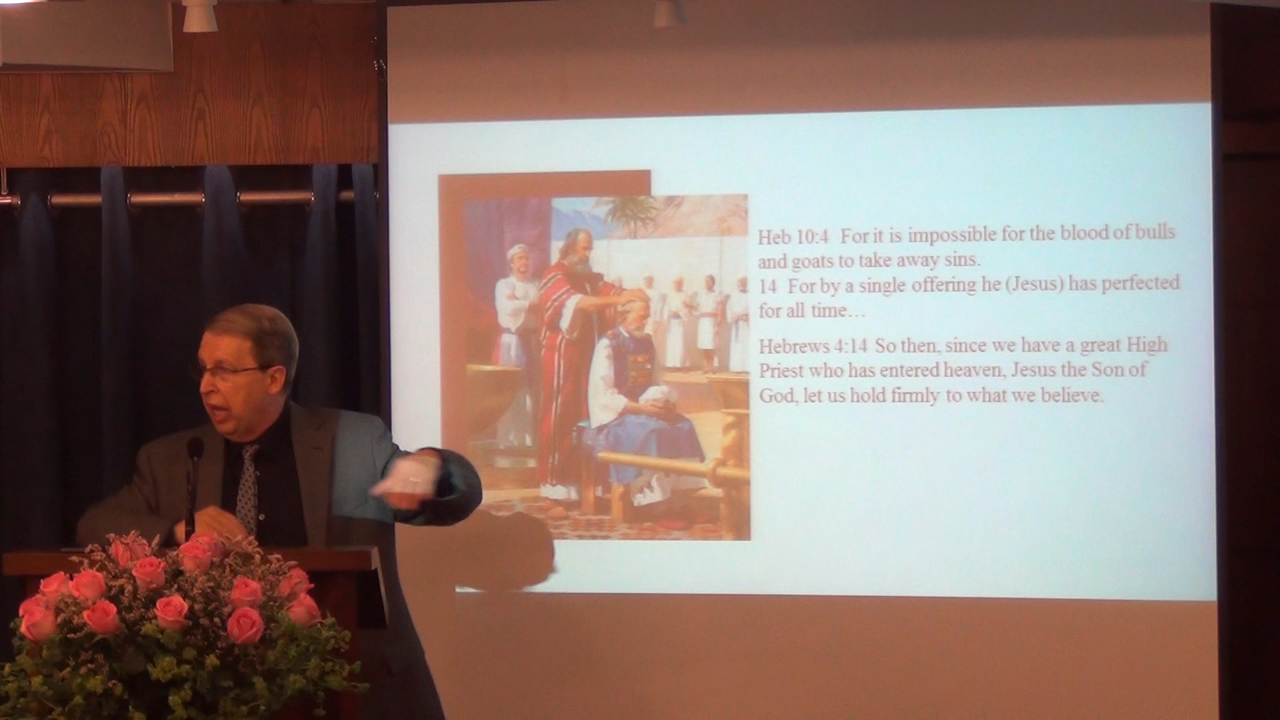 Heb 10:4  For it is impossible for the blood of bulls
and goats to take away sins.
14  For by a single offering he (Jesus) has perfected
for all time…
Hebrews 4:14 So then, since we have a great High
Priest who has entered heaven, Jesus the Son of
God, let us hold firmly to what we believe.